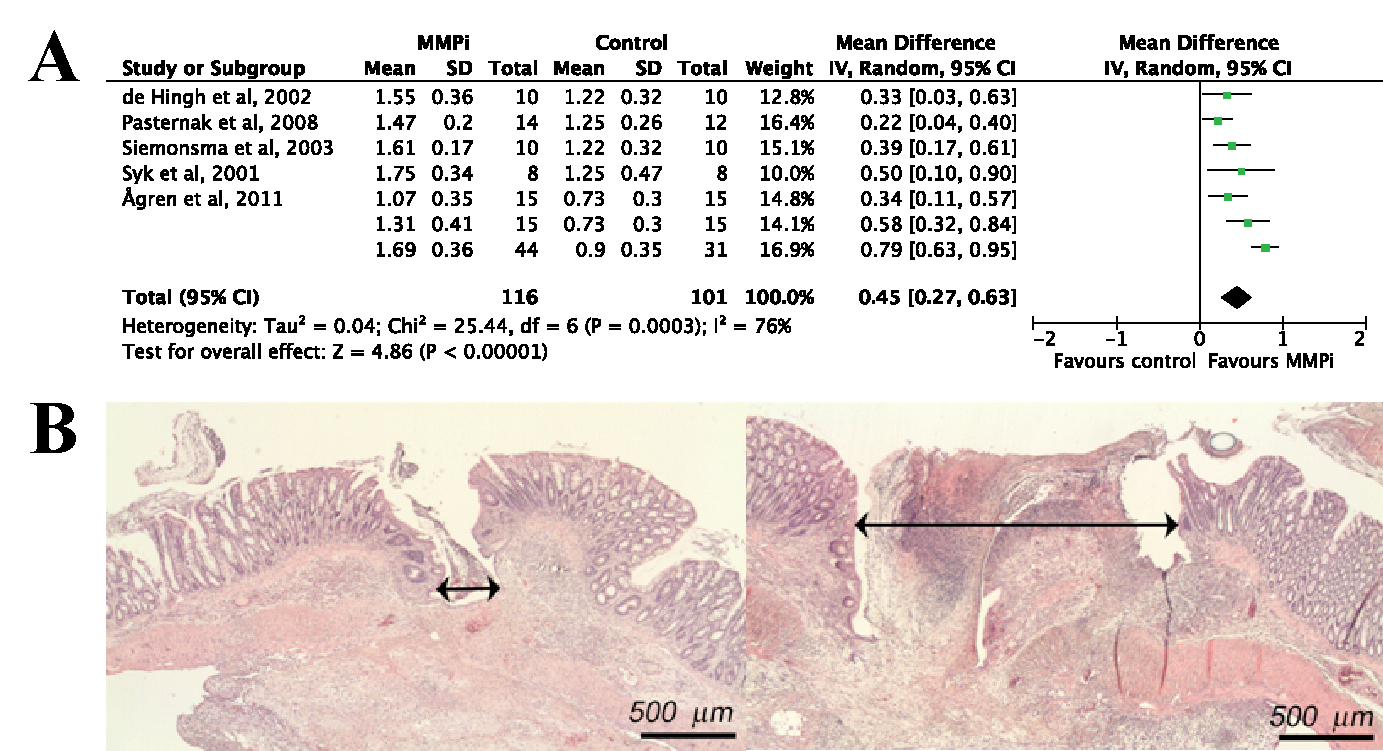 A
MMPi Control Mean Difference Mean Difference
Study or Subgroup Mean SD Total Mean SD Total Weight IV, Random, 95% CI IV, Random, 95% CI
de Hingh et al, 2002 1.55 0.36 10 1.22 0.32 10 12.8% 0.33 [0.03, 0.63]
Pasternak et al, 2008 1.47 0.2 14 1.25 0.26 12 16.4% 0.22 [0.04, 0.40]
Siemonsma et al, 2003 1.61 0.17 10 1.22 0.32 10 15.1% 0.39 [0.17, 0.61]
Syk et al, 2001 1.75 0.34 8 1.25 0.47 8 10.0% 0.50 [0.10, 0.90]
Ågren et al, 2011 1.07 0.35 15 0.73 0.3 15 14.8% 0.34 [0.11, 0.57]
1.31 0.41 15 0.73 0.3 15 14.1% 0.58 [0.32, 0.84]
1.69 0.36 44 0.9 0.35 31 16.9% 0.79 [0.63, 0.95]
Total (95% CI) 116 101 100.0% 0.45 [0.27, 0.63]
Heterogeneity: Tau² = 0.04; Chi² = 25.44, df = 6 (P = 0.0003); I² = 76%
Test for overall effect: Z = 4.86 (P < 0.00001)
-2 -1 0 1 2
Favours control Favours MMPi
B
500 μm 500 μm